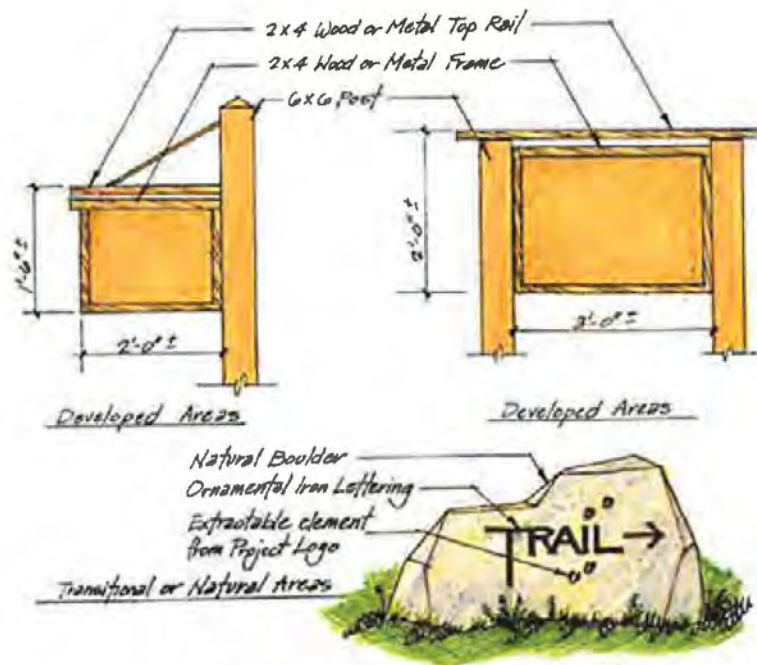 2x4 Wood or Metal Top Rail
2x4 Wood or Metal Frame
6x6 Post
1'-6" ±
2'-0" ±
2'-0" ±
3'-0" ±
Developed Areas
Developed Areas
Natural Boulder
Ornamental Iron Lettering
Extractable element
from Project Logo
TRAIL →
Transitional or Natural Areas